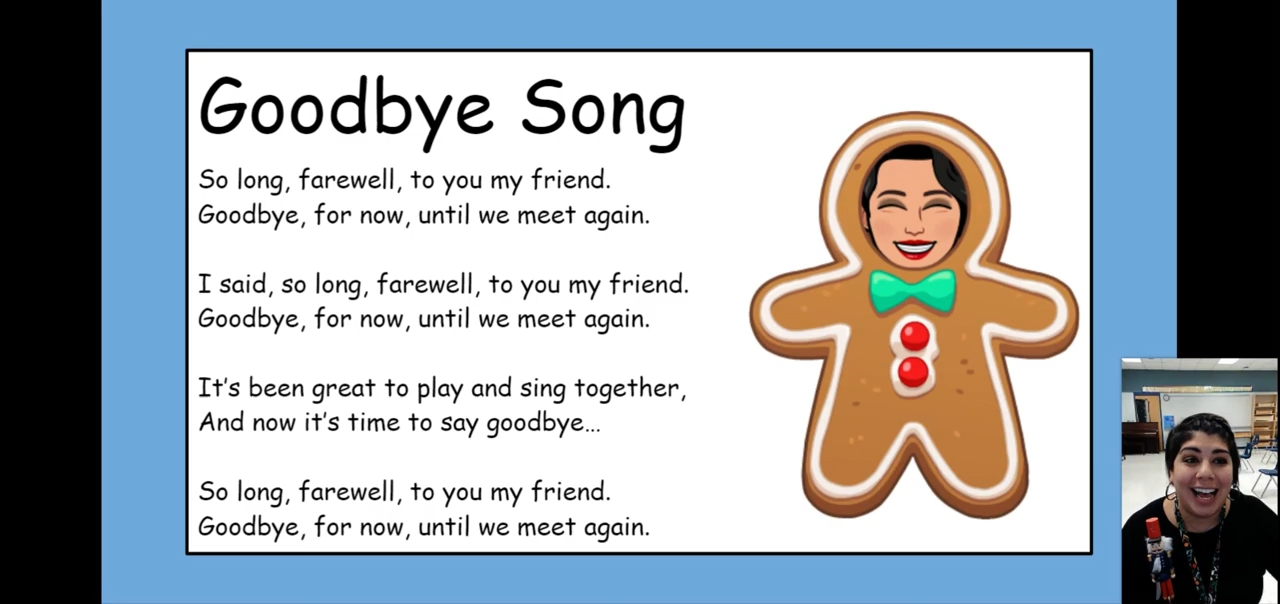 Goodbye Song
So long, farewell, to you my friend.
Goodbye, for now, until we meet again.
I said, so long, farewell, to you my friend.
Goodbye, for now, until we meet again.
It's been great to play and sing together,
And now it's time to say goodbye...
So long, farewell, to you my friend.
Goodbye, for now, until we meet again.